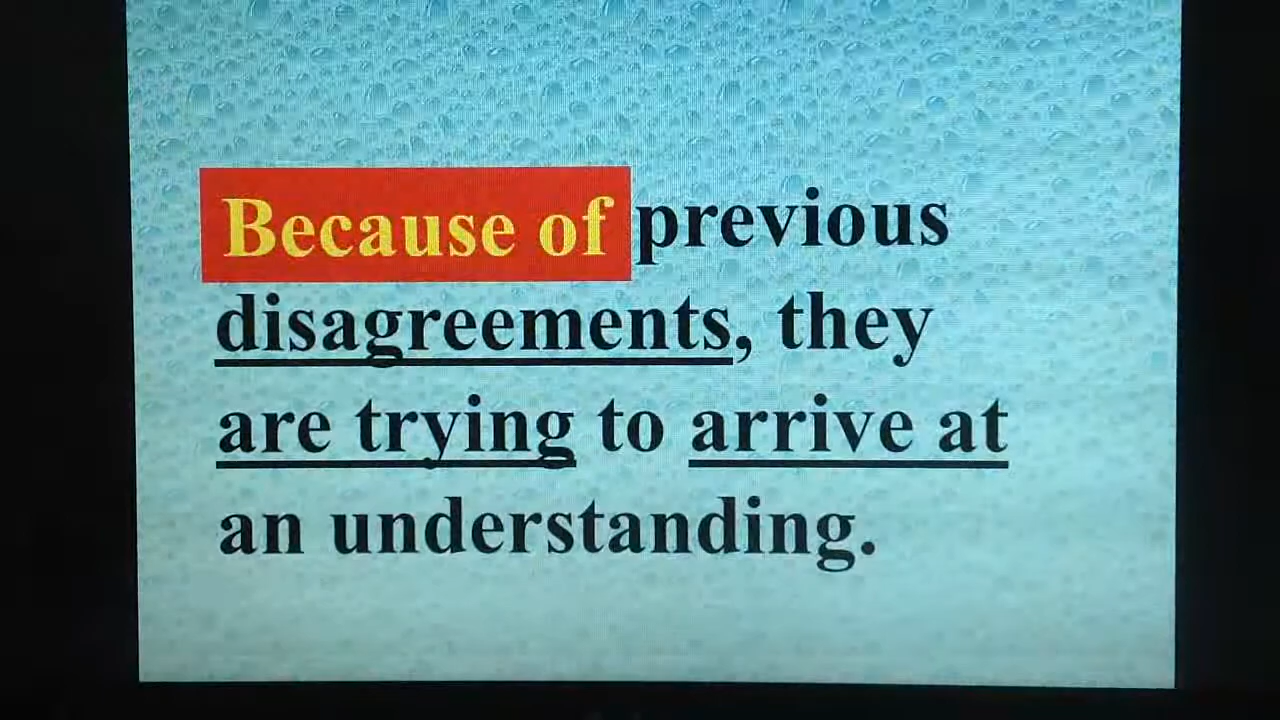 Because of previous
disagreements, they
are trying to arrive at
an understanding.